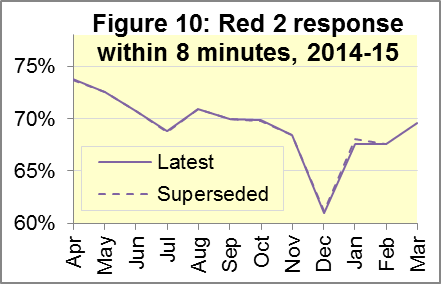 Figure 10: Red 2 response
within 8 minutes, 2014-15
75%
70%
65%
60%
Latest
Superseded
Apr
May
Jun
Jul
Aug
Sep
Oct
Nov
Dec
Jan
Feb
Mar